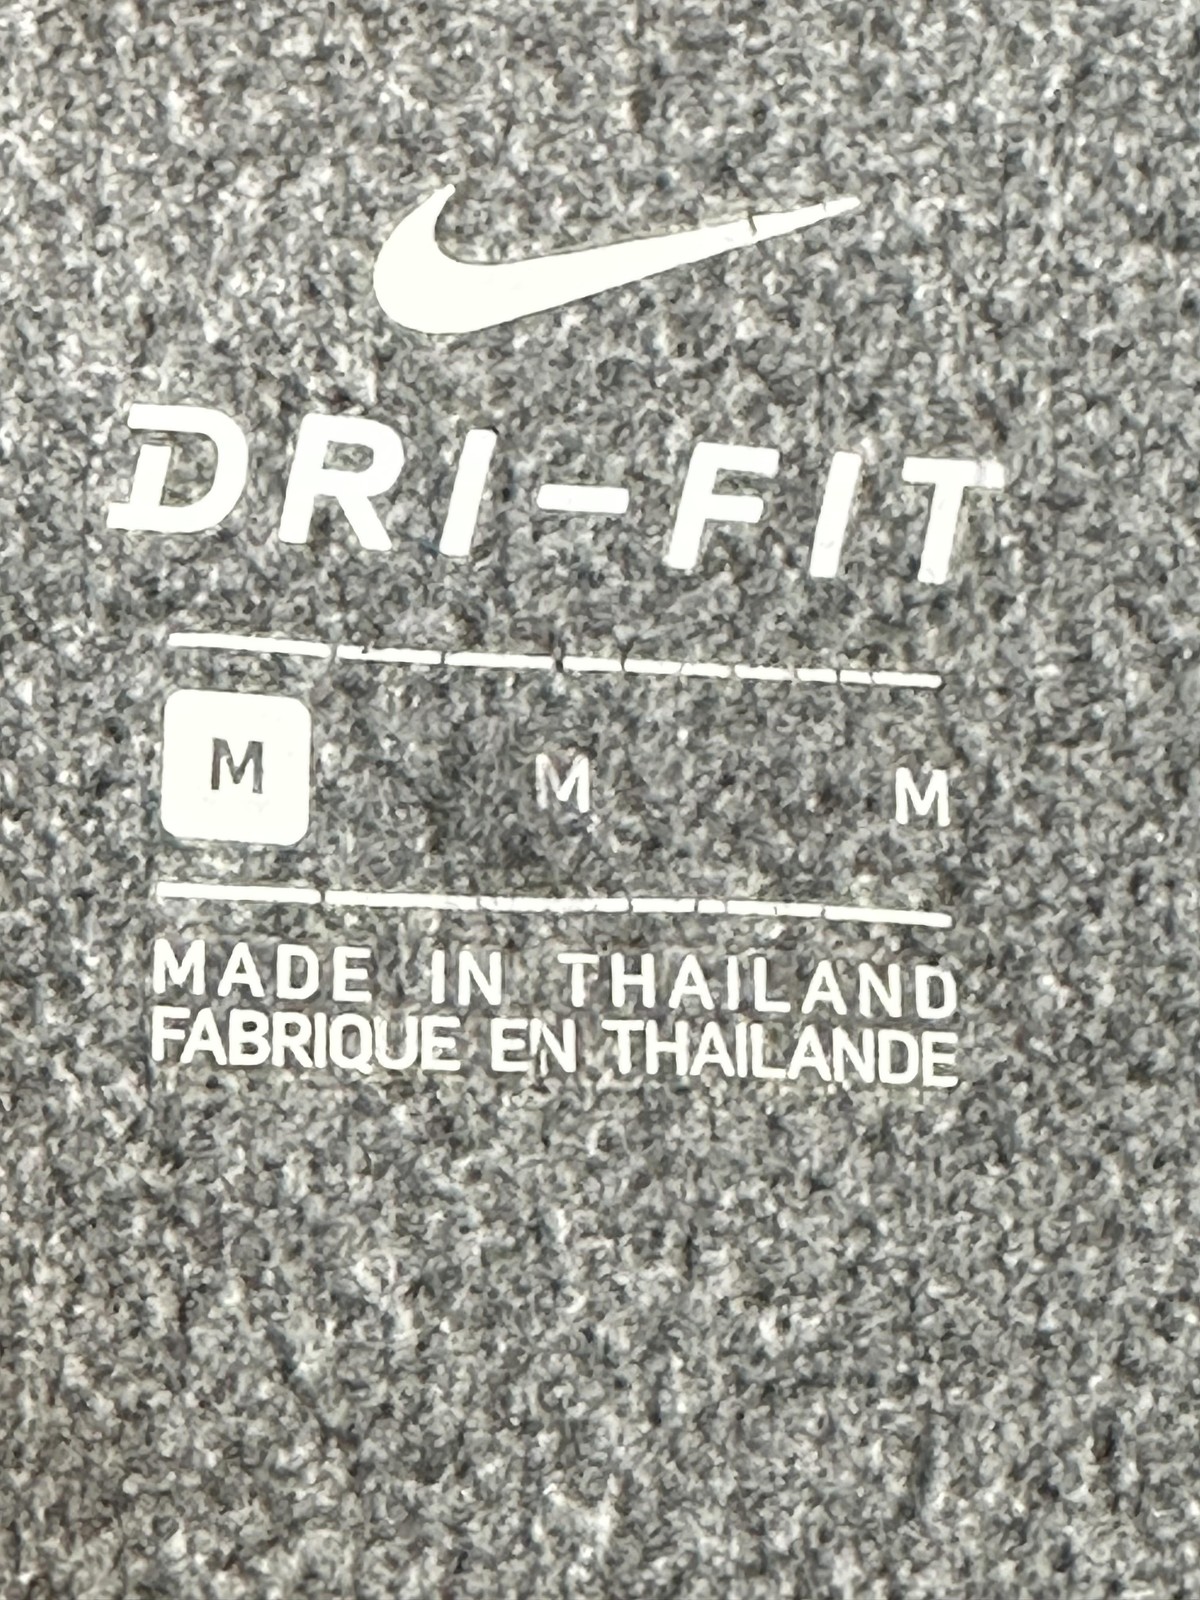 DRI-FIT
M M M
MADE IN THAILAND
FABRIQUE EN THAILANDE